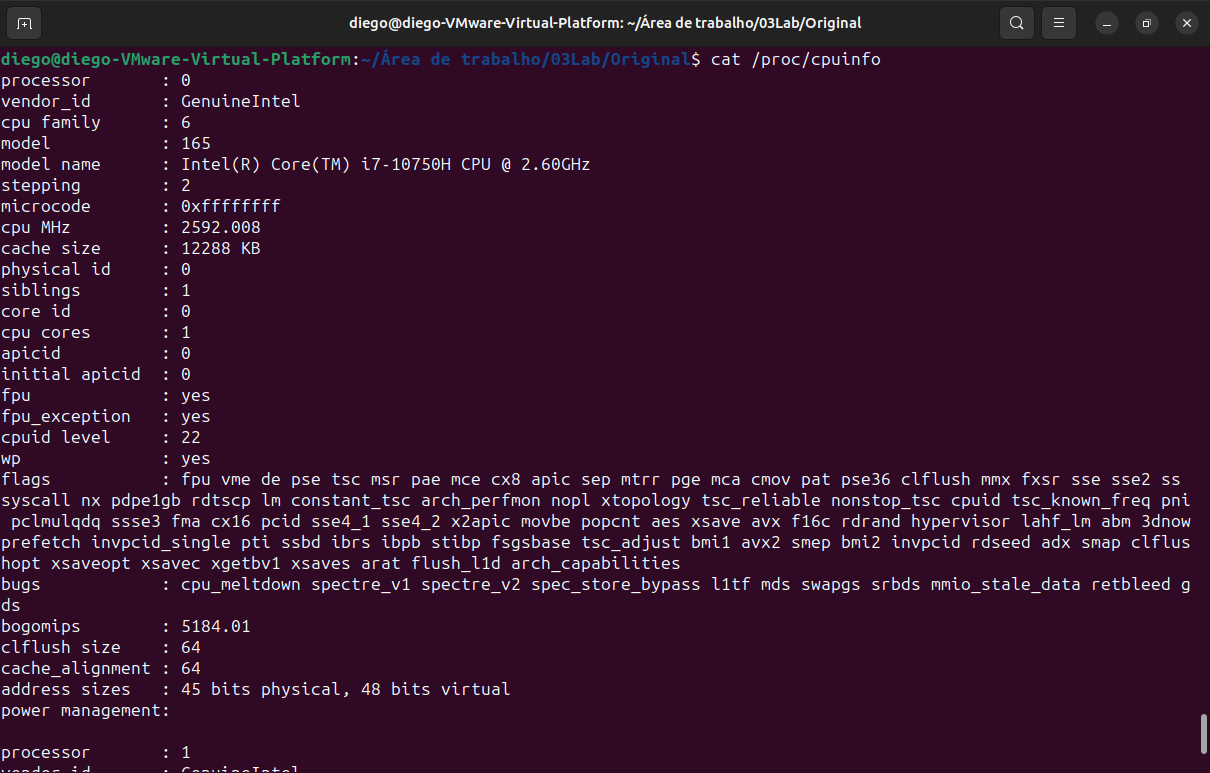 diego@diego-VMware-Virtual-Platform: ~/Área de trabalho/03Lab/Original
diego@diego-VMware-Virtual-Platform:~/Área de trabalho/03Lab/Original$ cat /proc/cpuinfo
processor	: 0
vendor_id	: GenuineIntel
cpu family	: 6
model		: 165
model name	: Intel(R) Core(TM) i7-10750H CPU @ 2.60GHz
stepping	: 2
microcode	: 0xffffffff
cpu MHz		: 2592.008
cache size	: 12288 KB
physical id	: 0
siblings	: 1
core id		: 0
cpu cores	: 1
apicid		: 0
initial apicid	: 0
fpu		: yes
fpu_exception	: yes
cpuid level	: 22
wp		: yes
flags		: fpu vme de pse tsc msr pae mce cx8 apic sep mtrr pge mca cmov pat pse36 clflush mmx fxsr sse sse2 ss
syscall nx pdpe1gb rdtscp lm constant_tsc arch_perfmon nopl xtopology tsc_reliable nonstop_tsc cpuid tsc_known_freq pni
pclmulqdq ssse3 fma cx16 pcid sse4_1 sse4_2 x2apic movbe popcnt aes xsave avx f16c rdrand hypervisor lahf_lm abm 3dnow
prefetch invpcid_single pti ssbd ibrs ibpb stibp fsgsbase tsc_adjust bmi1 avx2 smep bmi2 invpcid rdseed adx smap clflus
hopt xsaveopt xsavec xgetbv1 xsaves arat flush_l1d arch_capabilities
bugs		: cpu_meltdown spectre_v1 spectre_v2 spec_store_bypass l1tf mds swapgs srbds mmio_stale_data retbleed g
ds
bogomips	: 5184.01
clflush size	: 64
cache_alignment	: 64
address sizes	: 45 bits physical, 48 bits virtual
power management:
processor	: 1
vendor_id	: GenuineIntel